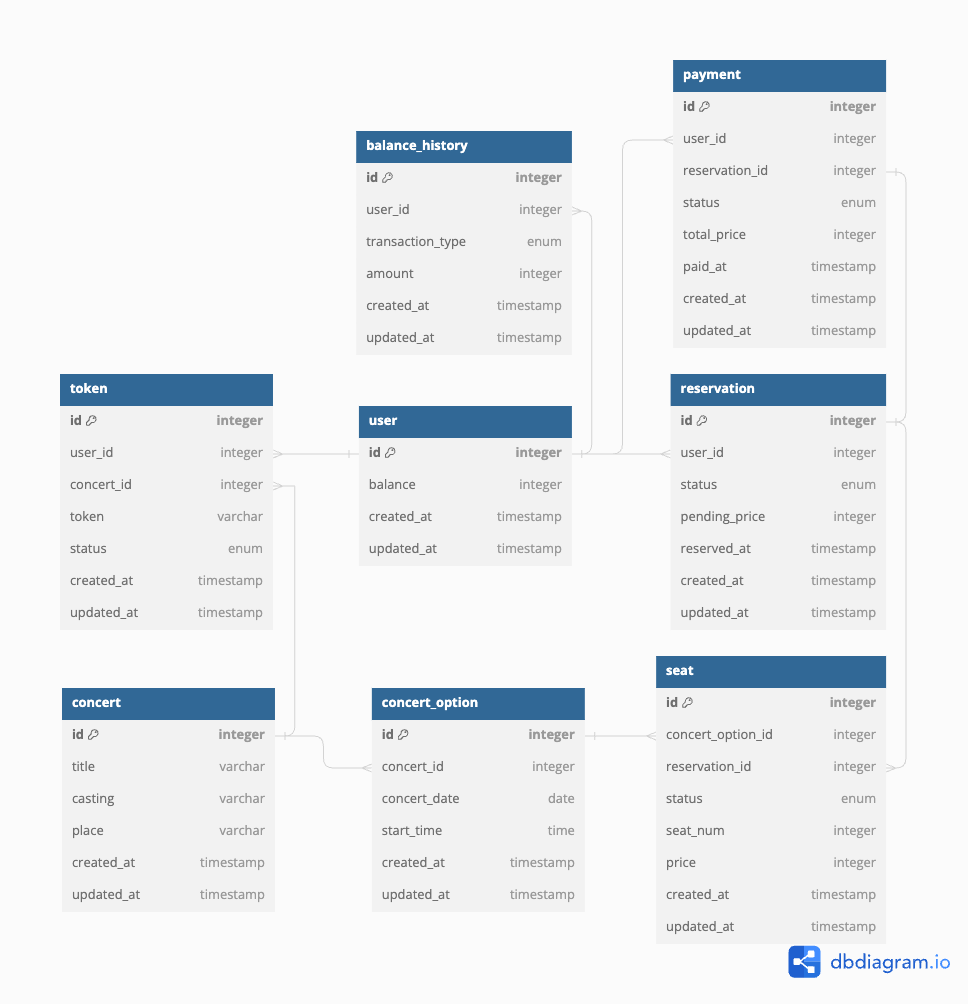 payment
id integer
user_id integer
reservation_id integer
status enum
total_price integer
paid_at timestamp
created_at timestamp
updated_at timestamp
balance_history
id integer
user_id integer
transaction_type enum
amount integer
created_at timestamp
updated_at timestamp
token
id integer
user_id integer
concert_id integer
token varchar
status enum
created_at timestamp
updated_at timestamp
user
id integer
balance integer
created_at timestamp
updated_at timestamp
reservation
id integer
user_id integer
status enum
pending_price integer
reserved_at timestamp
created_at timestamp
updated_at timestamp
concert
id integer
title varchar
casting varchar
place varchar
created_at timestamp
updated_at timestamp
concert_option
id integer
concert_id integer
concert_date date
start_time time
created_at timestamp
updated_at timestamp
seat
id integer
concert_option_id integer
reservation_id integer
status enum
seat_num integer
price integer
created_at timestamp
updated_at timestamp
dbdiagram.io